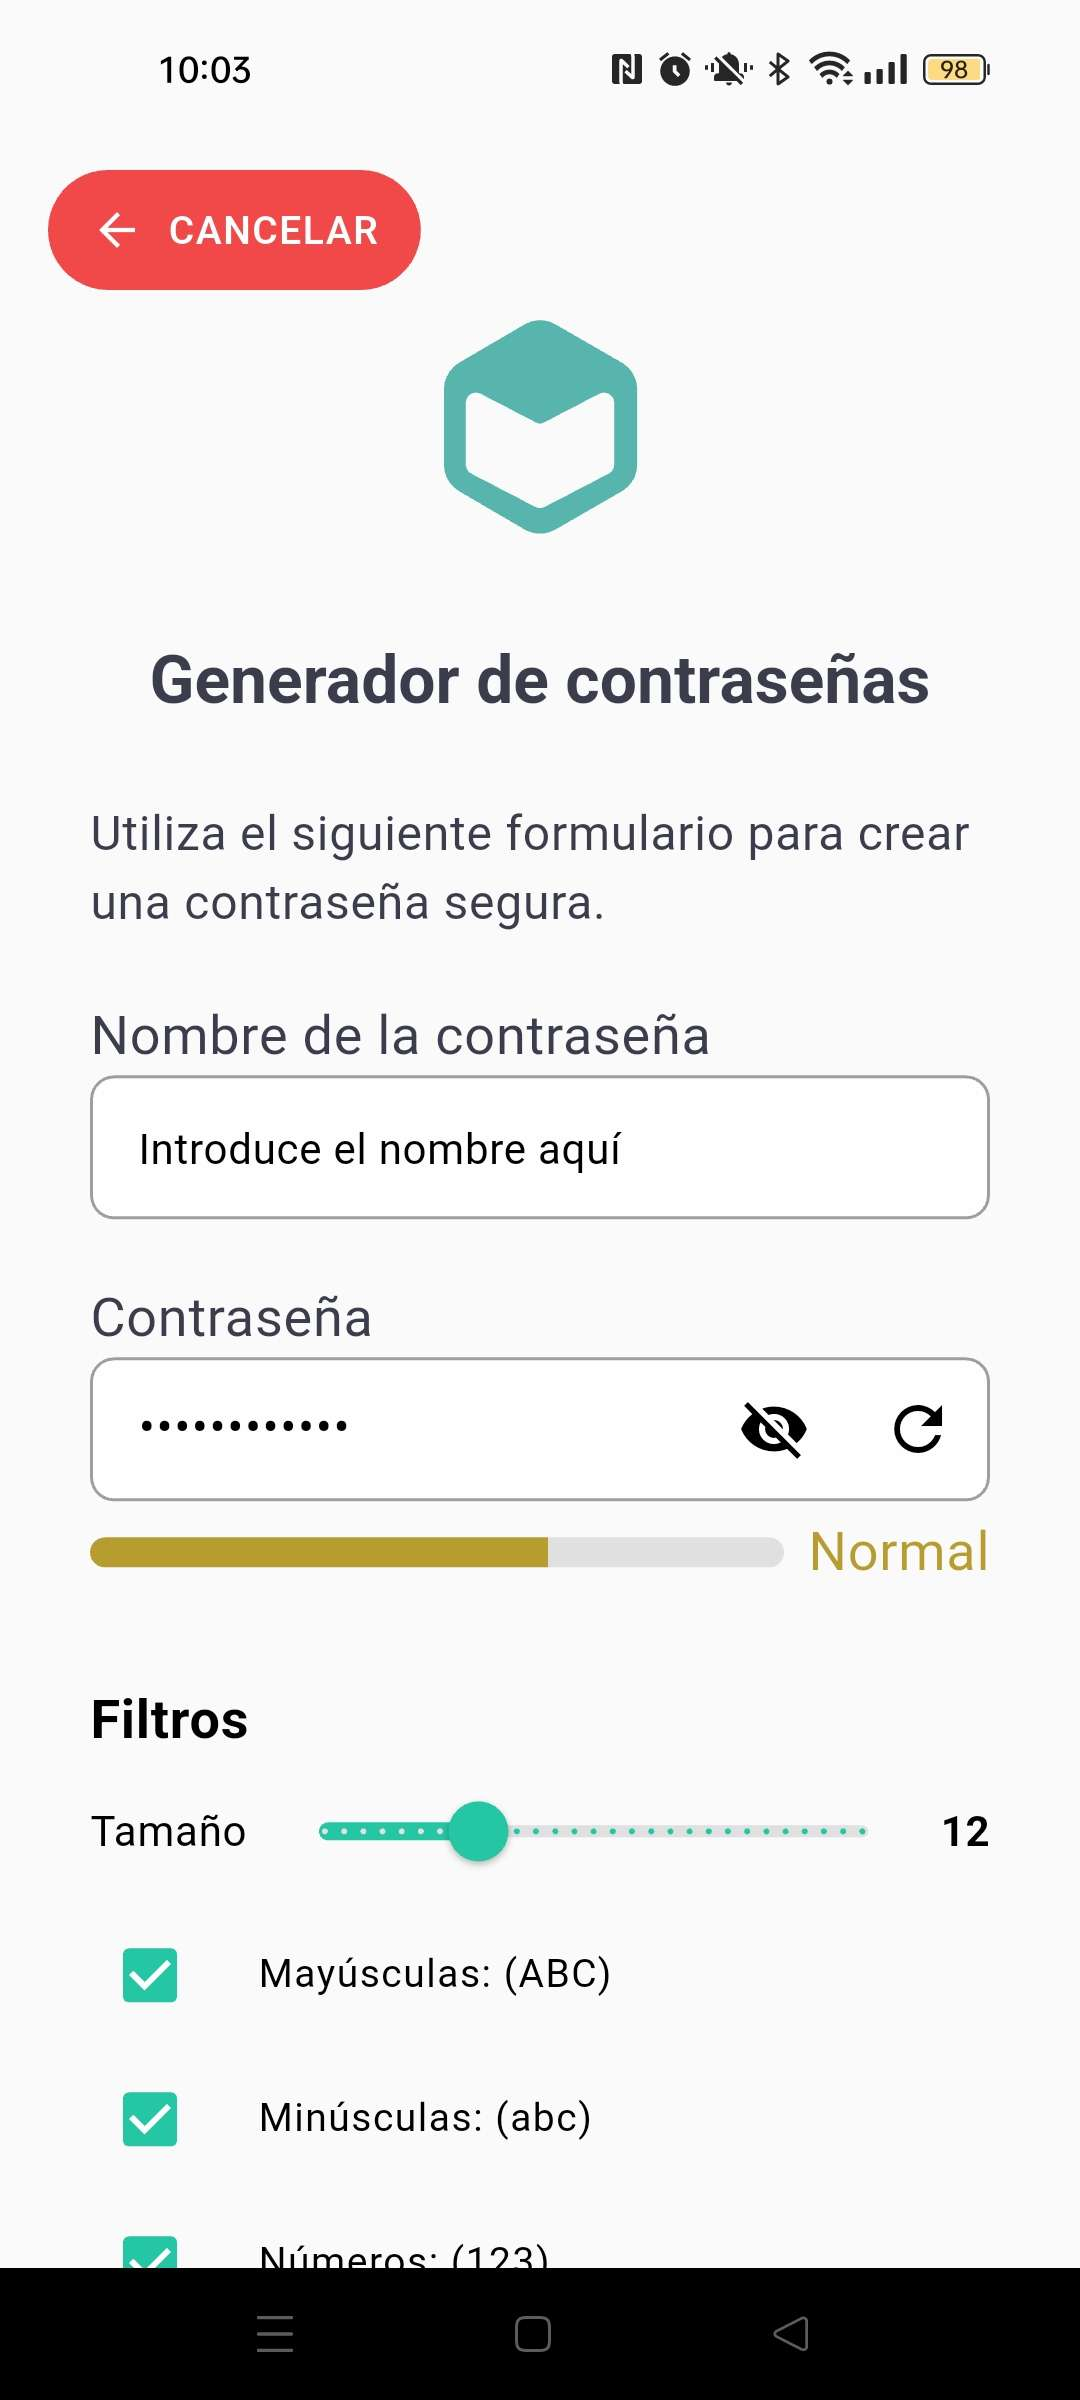 10:03
98
CANCELAR
Generador de contraseñas
Utiliza el siguiente formulario para crear
una contraseña segura.
Nombre de la contraseña
Introduce el nombre aquí
Contraseña
••••••••••••
Normal
Filtros
Tamaño
12
Mayúsculas: (ABC)
Minúsculas: (abc)
Números: (123)